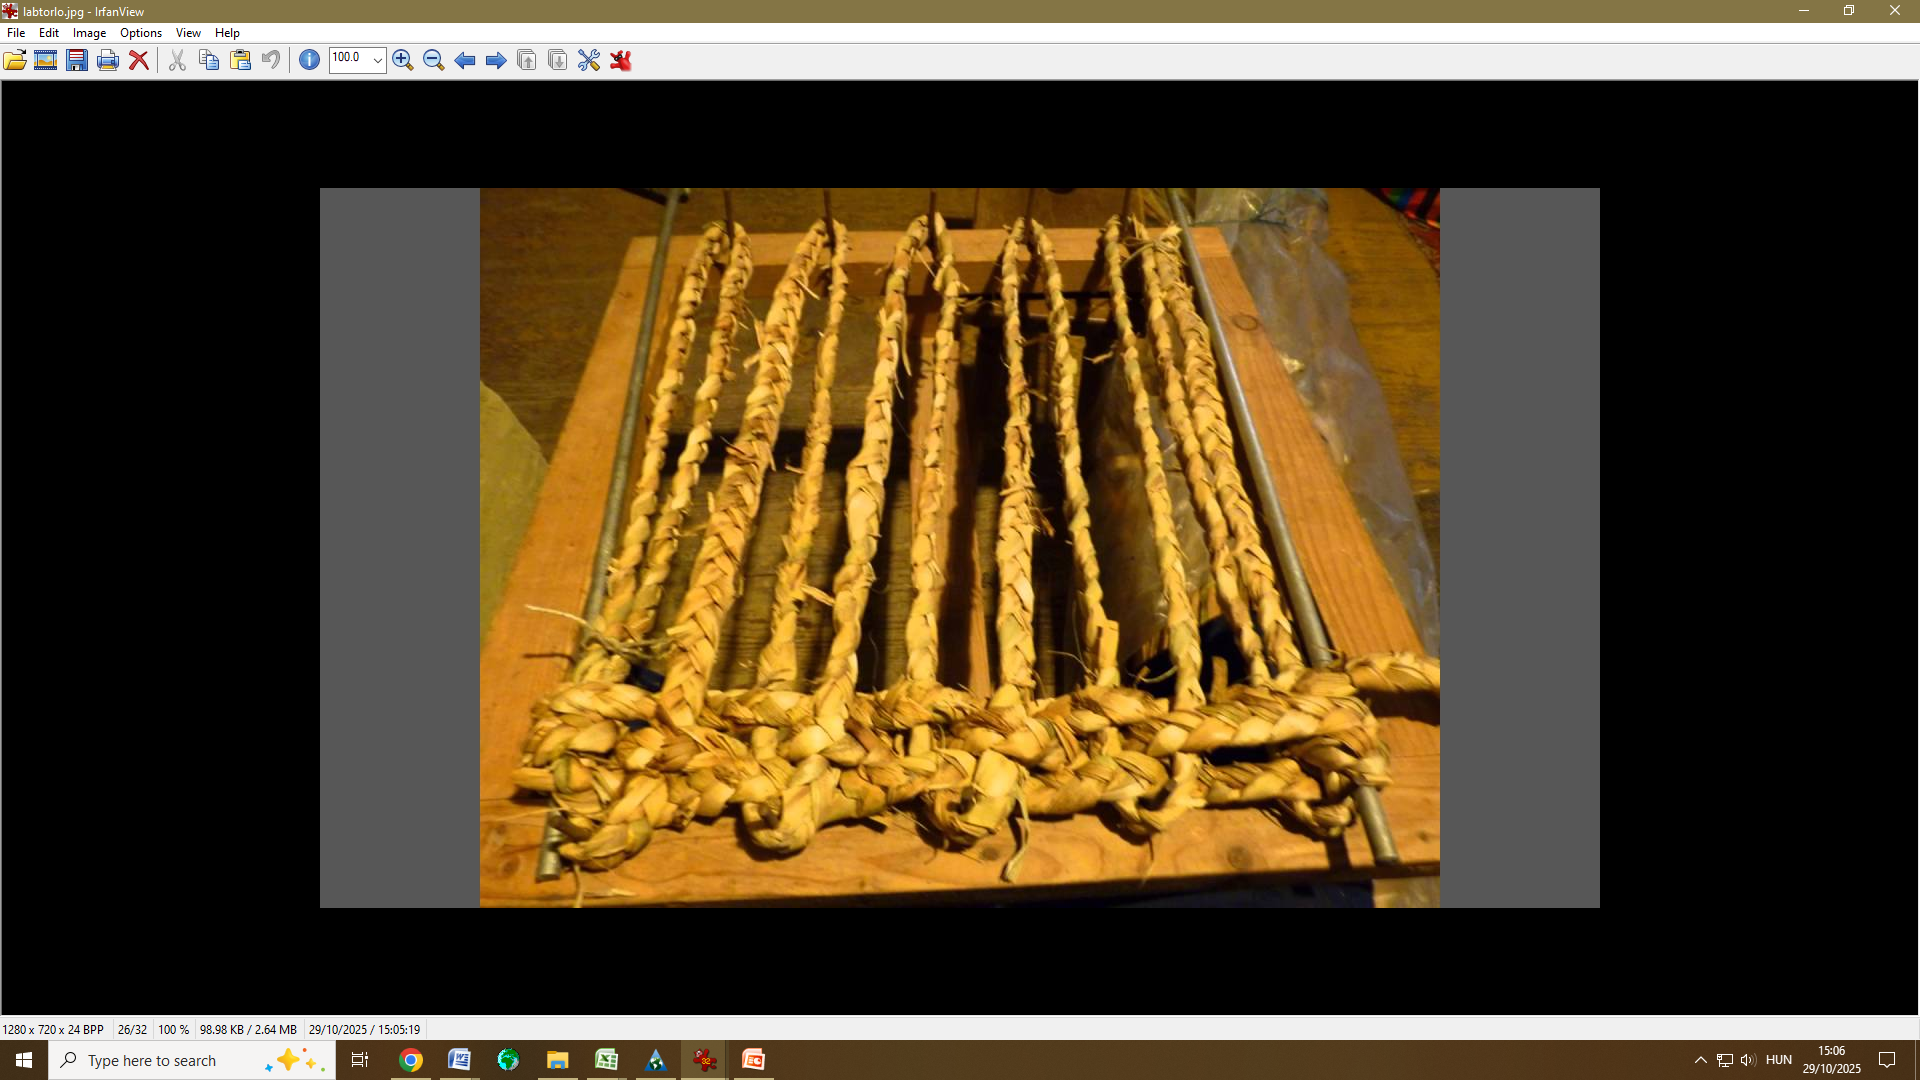 labtorlo.jpg - IrfanView
File Edit Image Options View Help
100.0
1280 x 720 x 24 BPP 26/32 100 % 98.98 KB / 2.64 MB 29/10/2025 / 15:05:19
Type here to search
32
HUN
15:06
29/10/2025